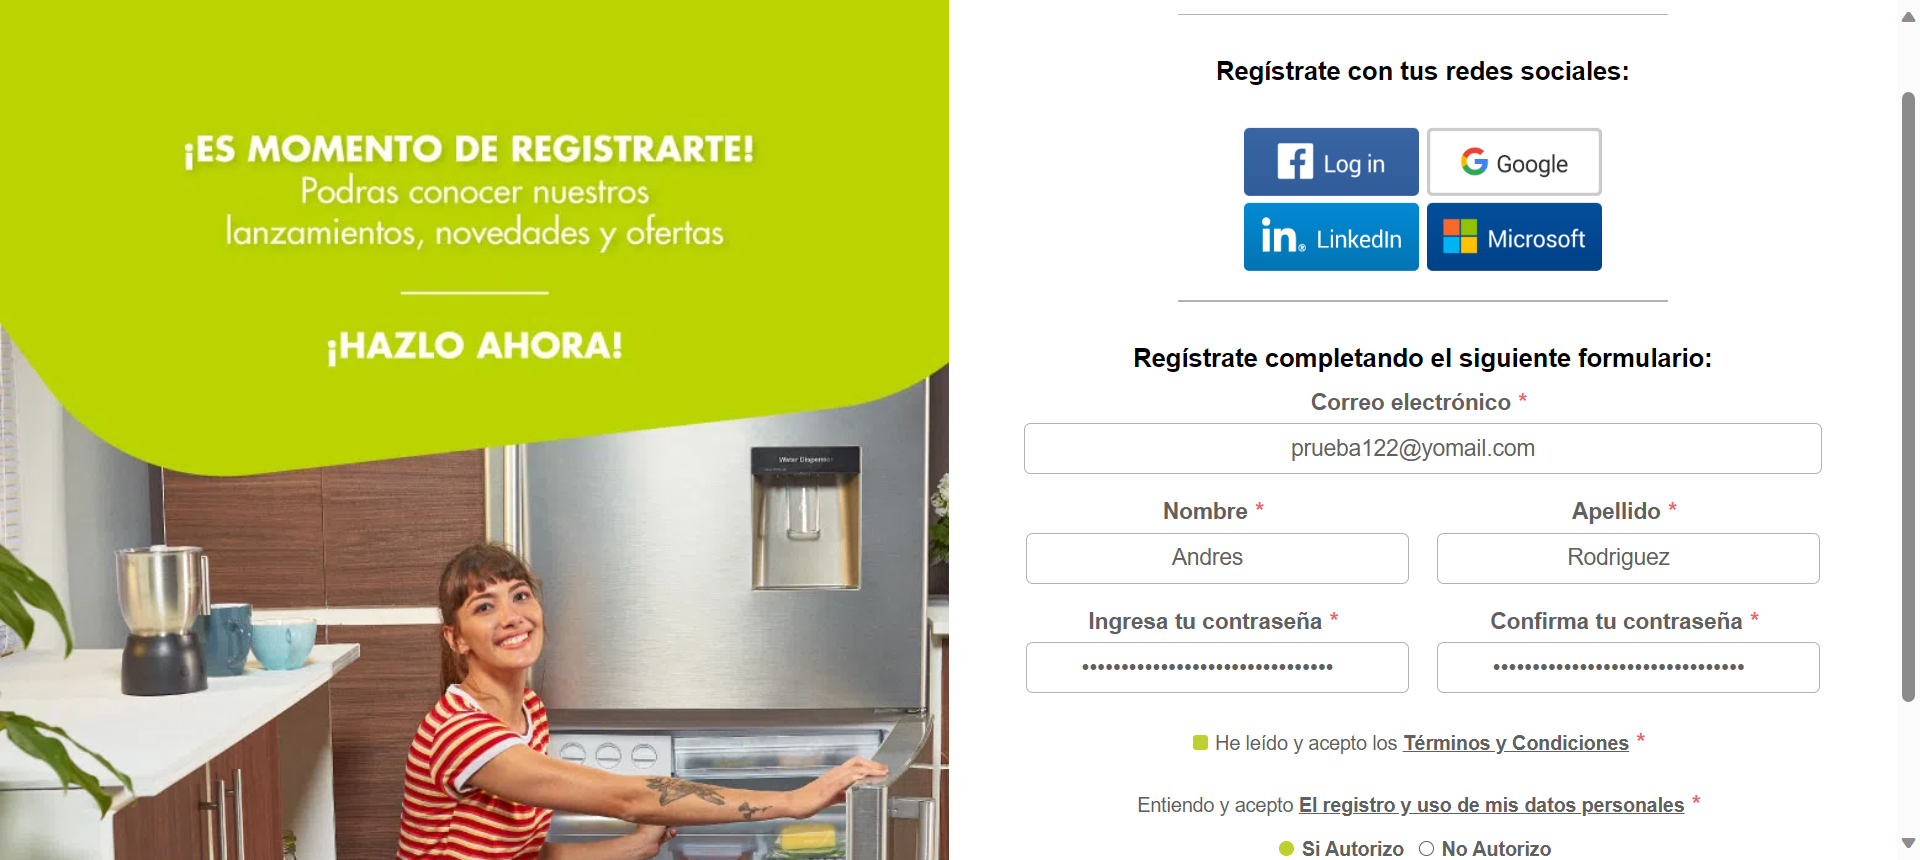 ¡ES MOMENTO DE REGISTRARTE!
Podras conocer nuestros
lanzamientos, novedades y ofertas
¡HAZLO AHORA!
Water Dispenser
Regístrate con tus redes sociales:
Log in
Google
LinkedIn
Microsoft
Regístrate completando el siguiente formulario:
Correo electrónico *
prueba122@yomail.com
Nombre *
Apellido *
Andres
Rodriguez
Ingresa tu contraseña *
Confirma tu contraseña *
••••••••••••••••••••••••••••••••
••••••••••••••••••••••••••••••••
He leído y acepto los Términos y Condiciones *
Entiendo y acepto El registro y uso de mis datos personales *
Si Autorizo
No Autorizo